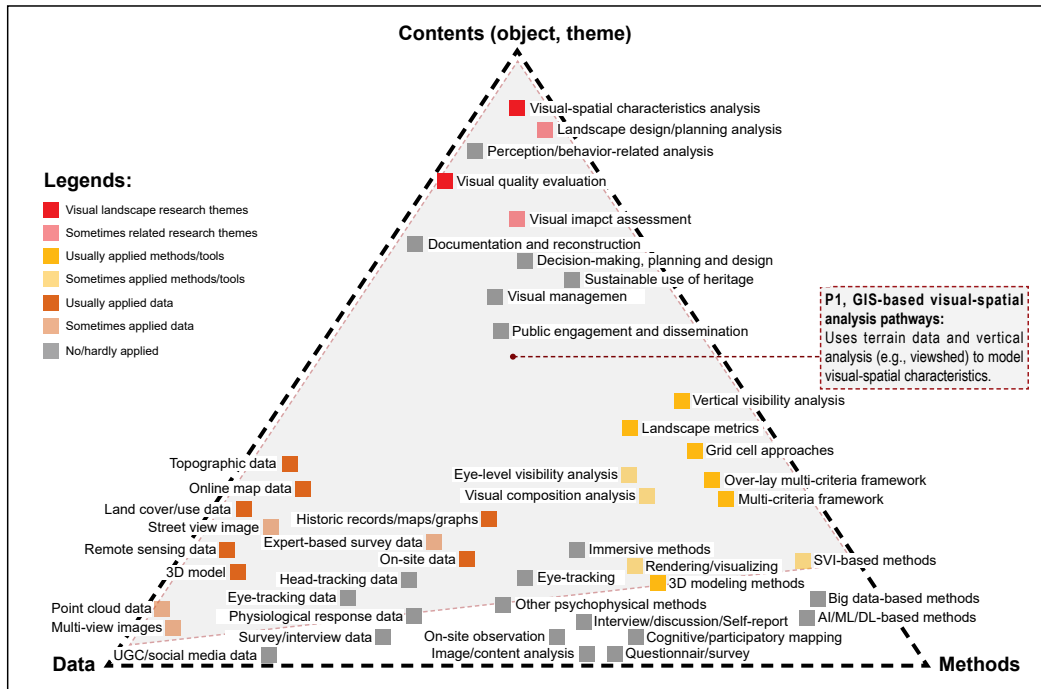 Contents (object, theme)
Visual-spatial characteristics analysis
Landscape design/planning analysis
Perception/behavior-related analysis
Legends:
Visual quality evaluation
Visual landscape research themes
Visual imapct assessment
Sometimes related research themes
Documentation and reconstruction
Usually applied methods/tools
Decision-making, planning and design
Sometimes applied methods/tools
Sustainable use of heritage
Visual managemen
Usually applied data
Sometimes applied data
Public engagement and dissemination
No/hardly applied
P1, GIS-based visual-spatial
analysis pathways:
Uses terrain data and vertical
analysis (e.g., viewshed) to model
visual-spatial characteristics.
Vertical visibility analysis
Landscape metrics
Grid cell approaches
Topographic data
Eye-level visibility analysis
Over-lay multi-criteria framework
Online map data
Visual composition analysis
Multi-criteria framework
Land cover/use data
Historic records/maps/graphs
Street view image
Expert-based survey data
Remote sensing data
Immersive methods
On-site data
Rendering/visualizing
SVI-based methods
3D model
Head-tracking data
Eye-tracking
3D modeling methods
Eye-tracking data
Other psychophysical methods
Big data-based methods
Point cloud data
Physiological response data
Interview/discussion/Self-report
AI/ML/DL-based methods
Multi-view images
Survey/interview data
On-site observation
Cognitive/participatory mapping
UGC/social media data
Image/content analysis
Questionnair/survey
Data
Methods